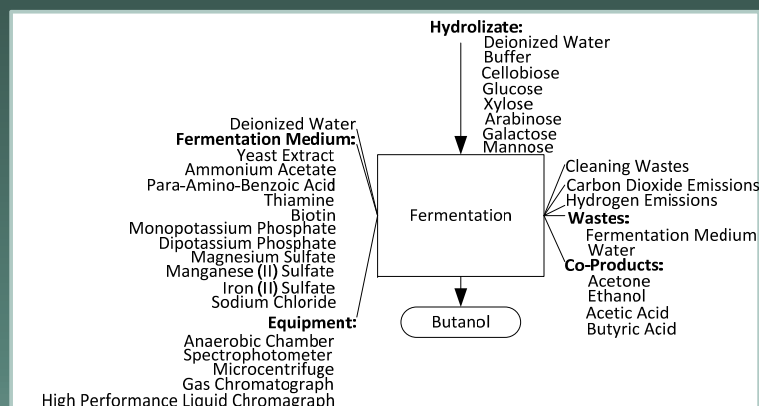 Hydrolizate:
Deionized Water
Buffer
Cellobiose
Glucose
Xylose
Arabinose
Galactose
Mannose
Deionized Water
Fermentation Medium:
Yeast Extract
Ammonium Acetate
Para-Amino-Benzoic Acid
Thiamine
Biotin
Monopotassium Phosphate
Dipotassium Phosphate
Magnesium Sulfate
Manganese (II) Sulfate
Iron (II) Sulfate
Sodium Chloride
Equipment:
Anaerobic Chamber
Spectrophotometer
Microcentrifuge
Gas Chromatograph
High Performance Liquid Chromagraph
Fermentation
Butanol
Cleaning Wastes
Carbon Dioxide Emissions
Hydrogen Emissions
Wastes:
Fermentation Medium
Water
Co-Products:
Acetone
Ethanol
Acetic Acid
Butyric Acid